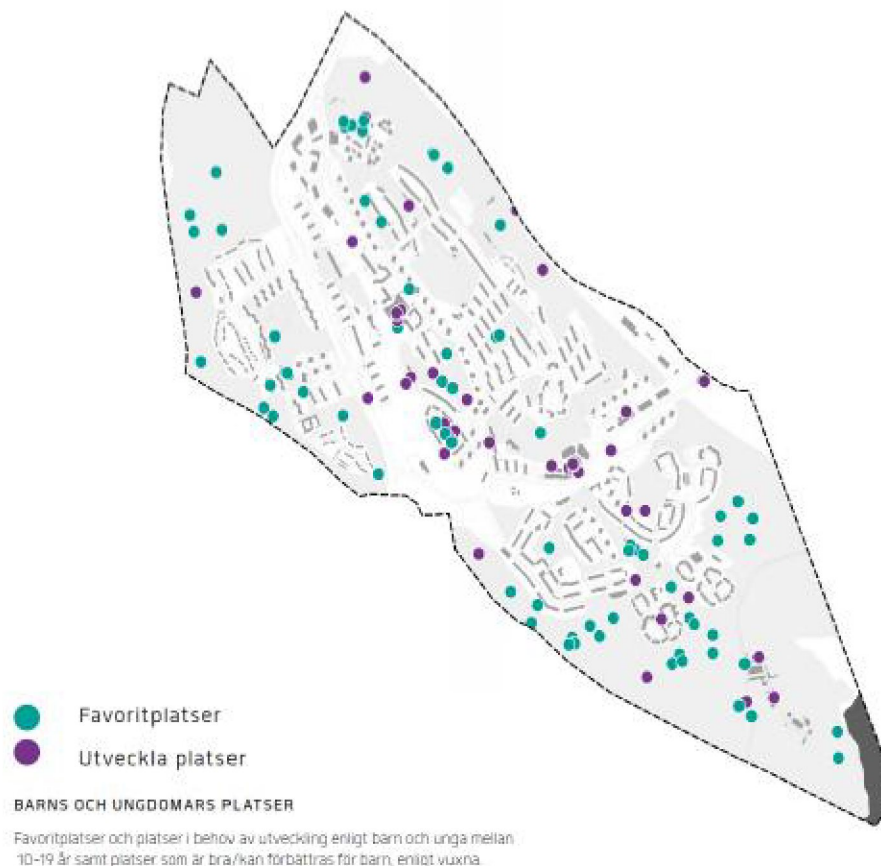 Favoritplatser
Utveckla platser
BARNS OCH UNGDOMARS PLATSER
Favoritplatser och platser i behov av utveckling enligt barn och unga mellan
10-19 år samt platser som är bra/kan förbättras för barn, enligt vuxna.